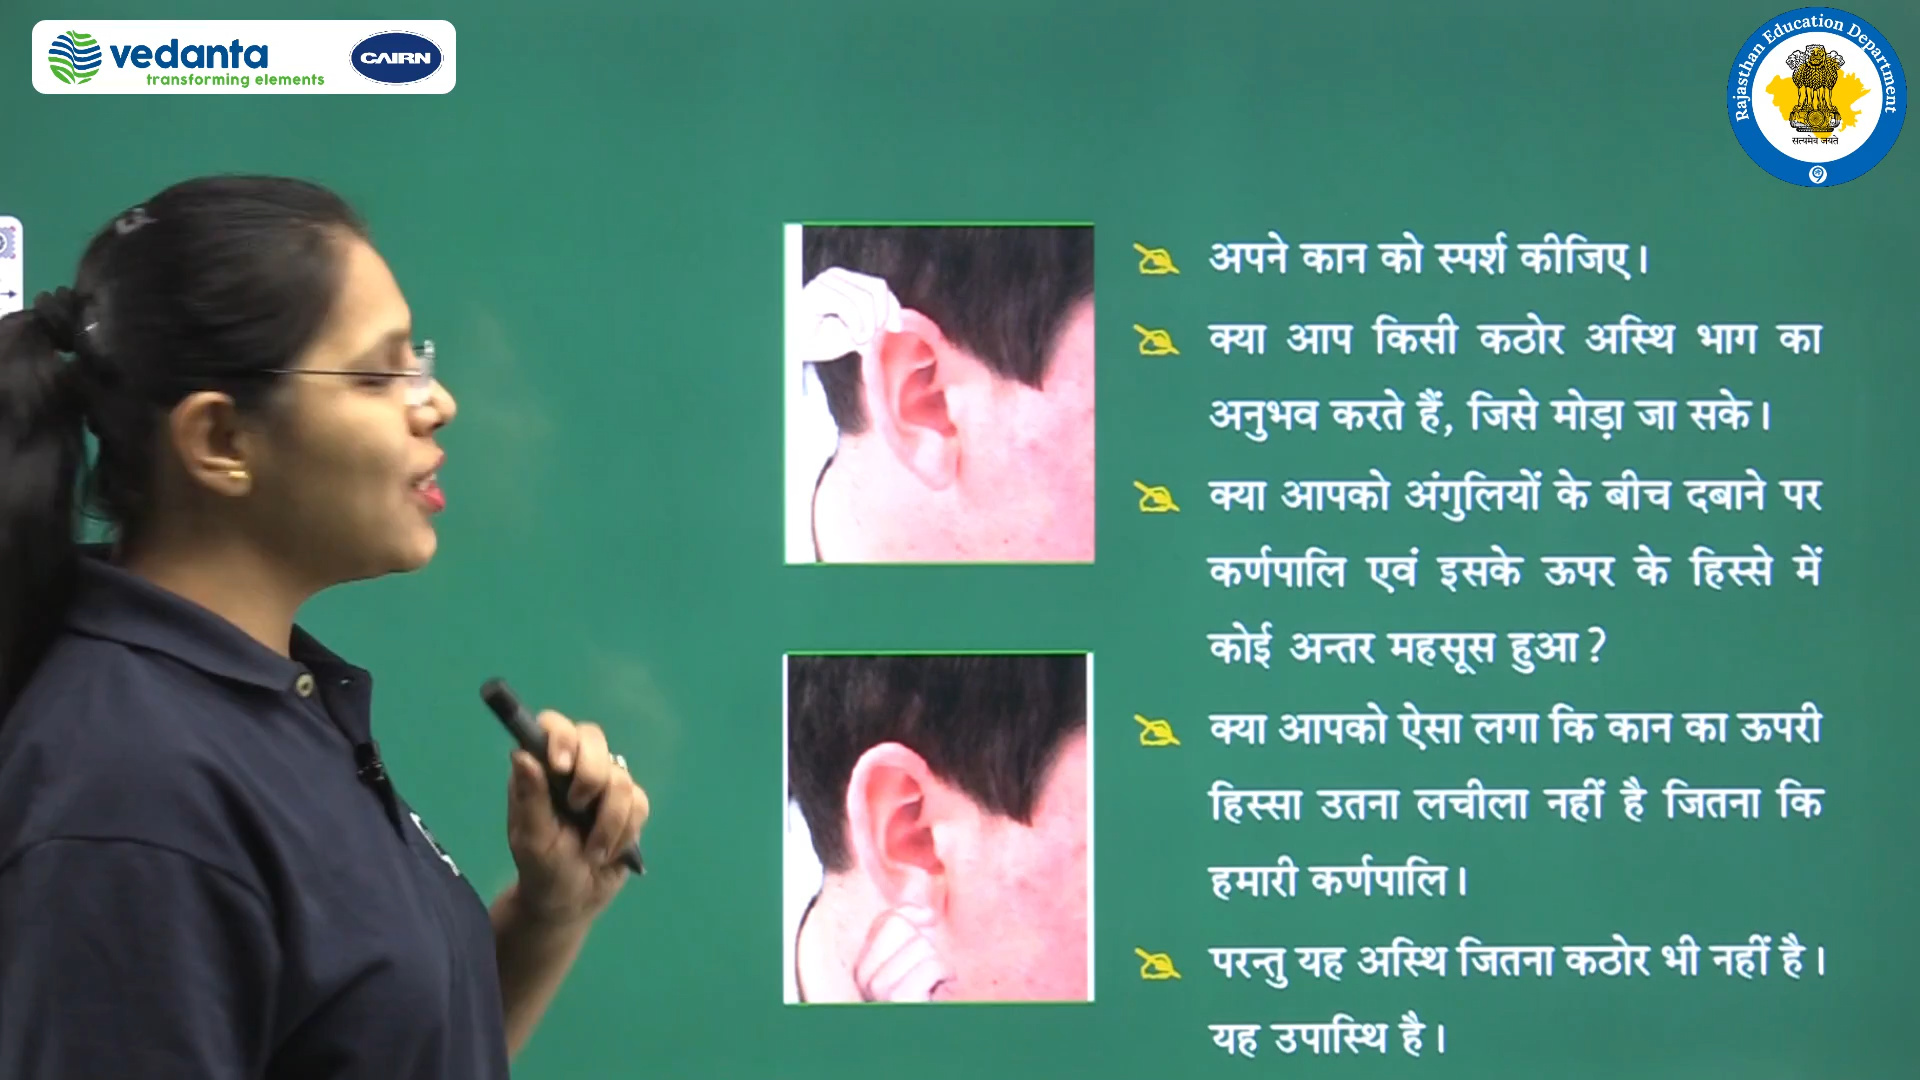 vedanta
transforming elements
CAIRN
Rajasthan Education Department
सत्यमेव जयते
अपने कान को स्पर्श कीजिए।
क्या आप किसी कठोर अस्थि भाग का
अनुभव करते हैं, जिसे मोड़ा जा सके।
क्या आपको अंगुलियों के बीच दबाने पर
कर्णपालि एवं इसके ऊपर के हिस्से में
कोई अन्तर महसूस हुआ ?
क्या आपको ऐसा लगा कि कान का ऊपरी
हिस्सा उतना लचीला नहीं है जितना कि
हमारी कर्णपालि।
परन्तु यह अस्थि जितना कठोर भी नहीं है।
यह उपास्थि है।